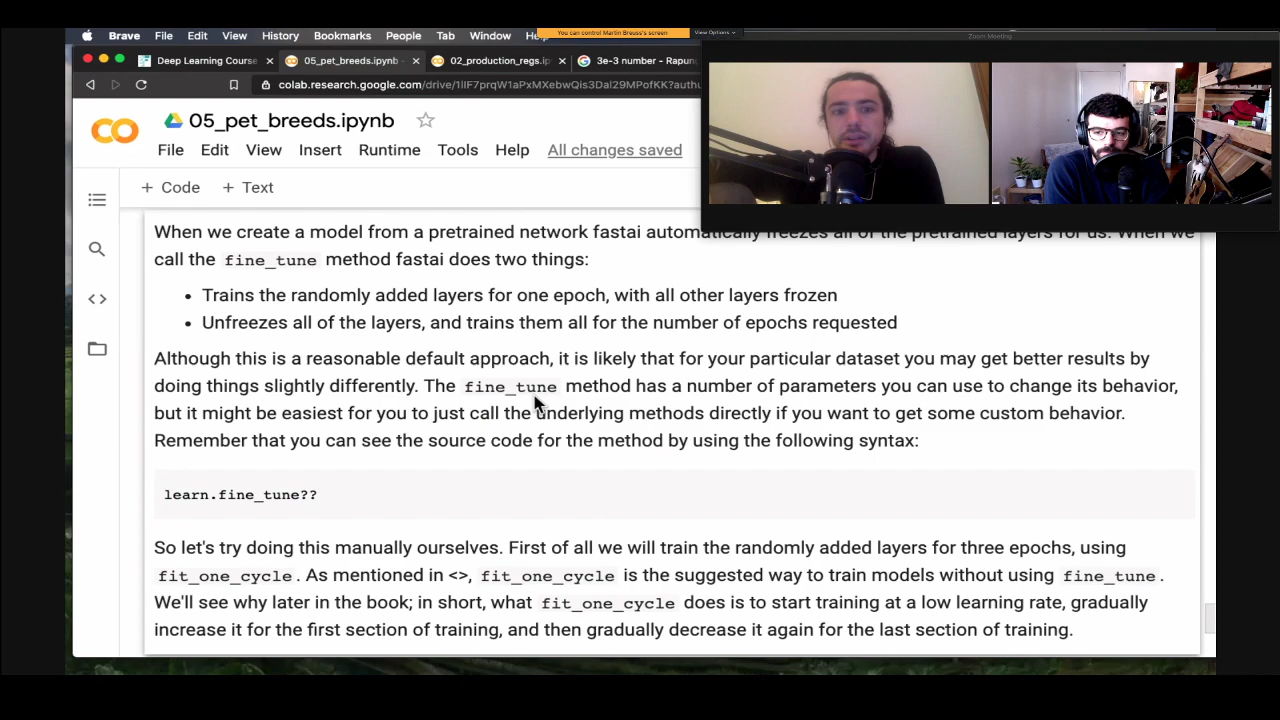 You can control Martin Breuss's screen
View Options
Zoom Meeting
Brave File Edit View History Bookmarks People Tab Window
Deep Learning Course
05_pet_breeds.ipynb -
02_production_regs.ip
3e-3 number - Rapun
colab.research.google.com
05_pet_breeds.ipynb
File Edit View Insert Runtime Tools Help All changes saved
+ Code + Text
When we create a model from a pretrained network fastai automatically freezes all of the pretrained layers for us. When we
call the fine_tune method fastai does two things:
• Trains the randomly added layers for one epoch, with all other layers frozen
• Unfreezes all of the layers, and trains them all for the number of epochs requested
Although this is a reasonable default approach, it is likely that for your particular dataset you may get better results by
doing things slightly differently. The fine_tune method has a number of parameters you can use to change its behavior,
but it might be easiest for you to just call the underlying methods directly if you want to get some custom behavior.
Remember that you can see the source code for the method by using the following syntax:
learn.fine_tune??
So let's try doing this manually ourselves. First of all we will train the randomly added layers for three epochs, using
fit_one_cycle. As mentioned in <>, fit_one_cycle is the suggested way to train models without using fine_tune.
We'll see why later in the book; in short, what fit_one_cycle does is to start training at a low learning rate, gradually
increase it for the first section of training, and then gradually decrease it again for the last section of training.